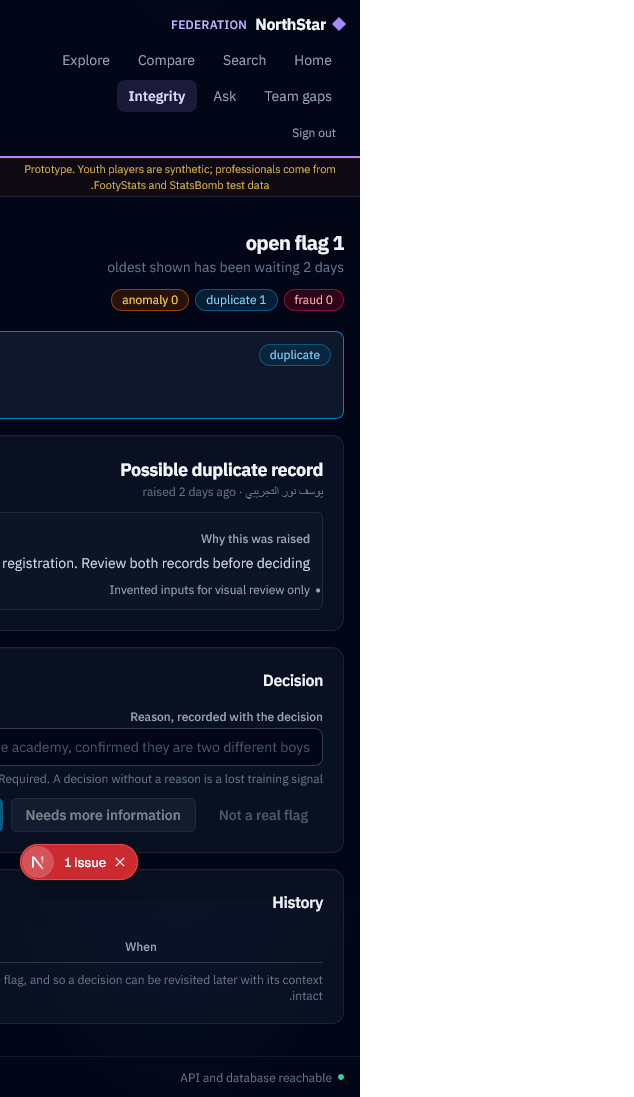 FEDERATION NorthStar
Explore Compare Search Home
Integrity Ask Team gaps
Sign out
Prototype. Youth players are synthetic; professionals come from
.FootyStats and StatsBomb test data
open flag 1
oldest shown has been waiting 2 days
anomaly 0 duplicate 1 fraud 0
duplicate
Possible duplicate record
raised 2 days ago · يوسف نور التجريبي
Why this was raised
registration. Review both records before deciding
Invented inputs for visual review only •
Decision
Reason, recorded with the decision
e academy, confirmed they are two different boys
Required. A decision without a reason is a lost training signal
Needs more information Not a real flag
N 1 Issue ×
History
When
flag, and so a decision can be revisited later with its context
.intact
API and database reachable